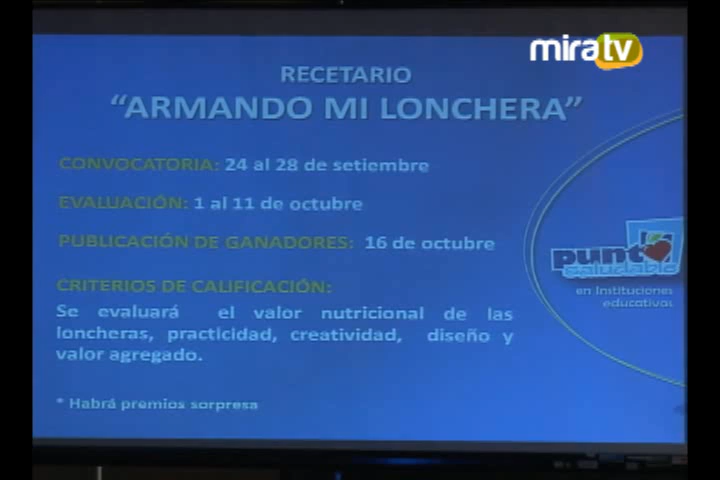 miratv
RECETARIO
“ARMANDO MI LONCHERA”
CONVOCATORIA: 24 al 28 de setiembre
EVALUACIÓN: 1 al 11 de octubre
PUBLICACIÓN DE GANADORES: 16 de octubre
CRITERIOS DE CALIFICACIÓN:
Se evaluará el valor nutricional de las
loncheras, practicidad, creatividad, diseño y
valor agregado.
* Habrá premios sorpresa
punto
saludable
en Instituciones
educativas